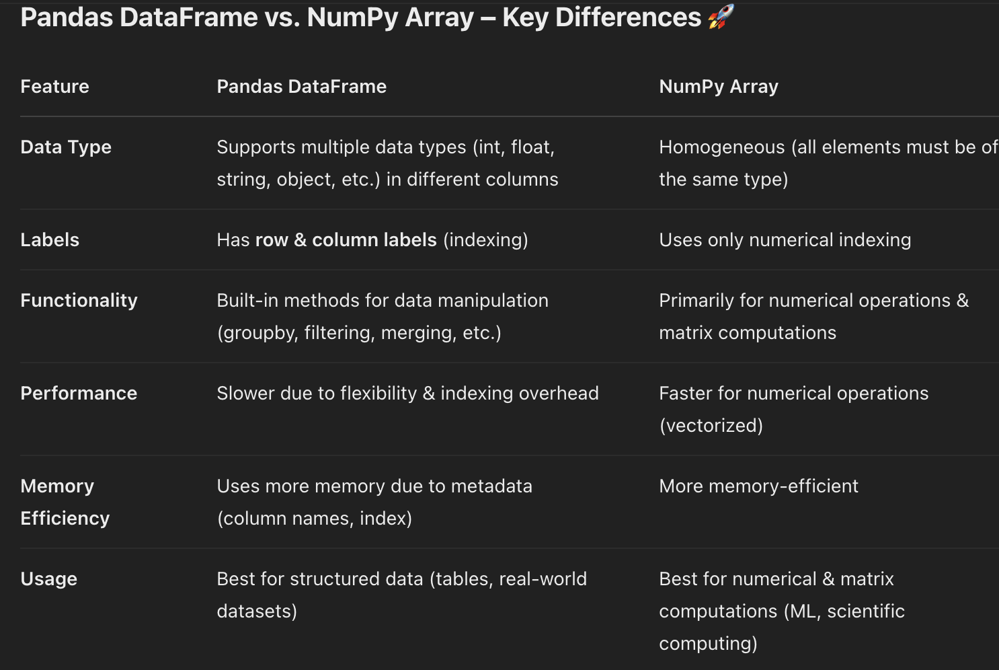 Pandas DataFrame vs. NumPy Array – Key Differences 🚀
Feature
Pandas DataFrame
NumPy Array
Data Type
Supports multiple data types (int, float,
string, object, etc.) in different columns
Homogeneous (all elements must be of
the same type)
Labels
Has row & column labels (indexing)
Uses only numerical indexing
Functionality
Built-in methods for data manipulation
(groupby, filtering, merging, etc.)
Primarily for numerical operations &
matrix computations
Performance
Slower due to flexibility & indexing overhead
Faster for numerical operations
(vectorized)
Memory
Efficiency
Uses more memory due to metadata
(column names, index)
More memory-efficient
Usage
Best for structured data (tables, real-world
datasets)
Best for numerical & matrix
computations (ML, scientific
computing)